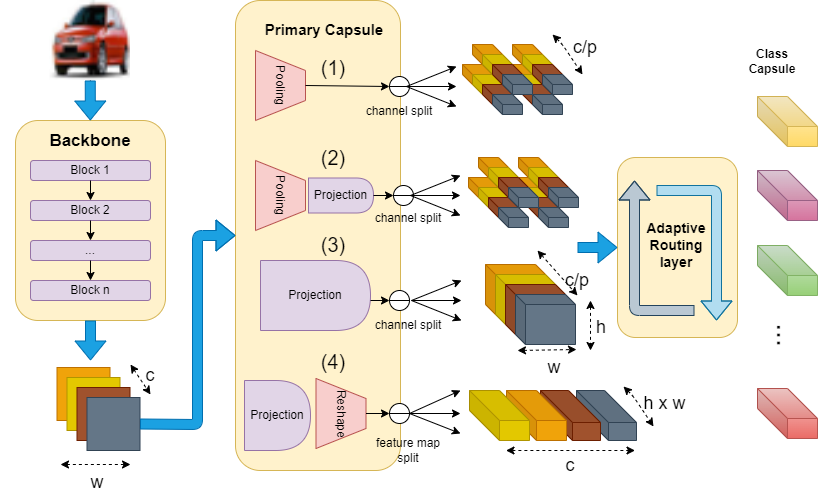 Backbone
Block 1
Block 2
...
Block n
c
w
Primary Capsule
(1)
Pooling
channel split
c/p
(2)
Pooling
Projection
channel split
(3)
Projection
channel split
c/p
h
w
(4)
Projection
Reshape
feature map
split
h x w
c
Adaptive
Routing
layer
Class
Capsule
...